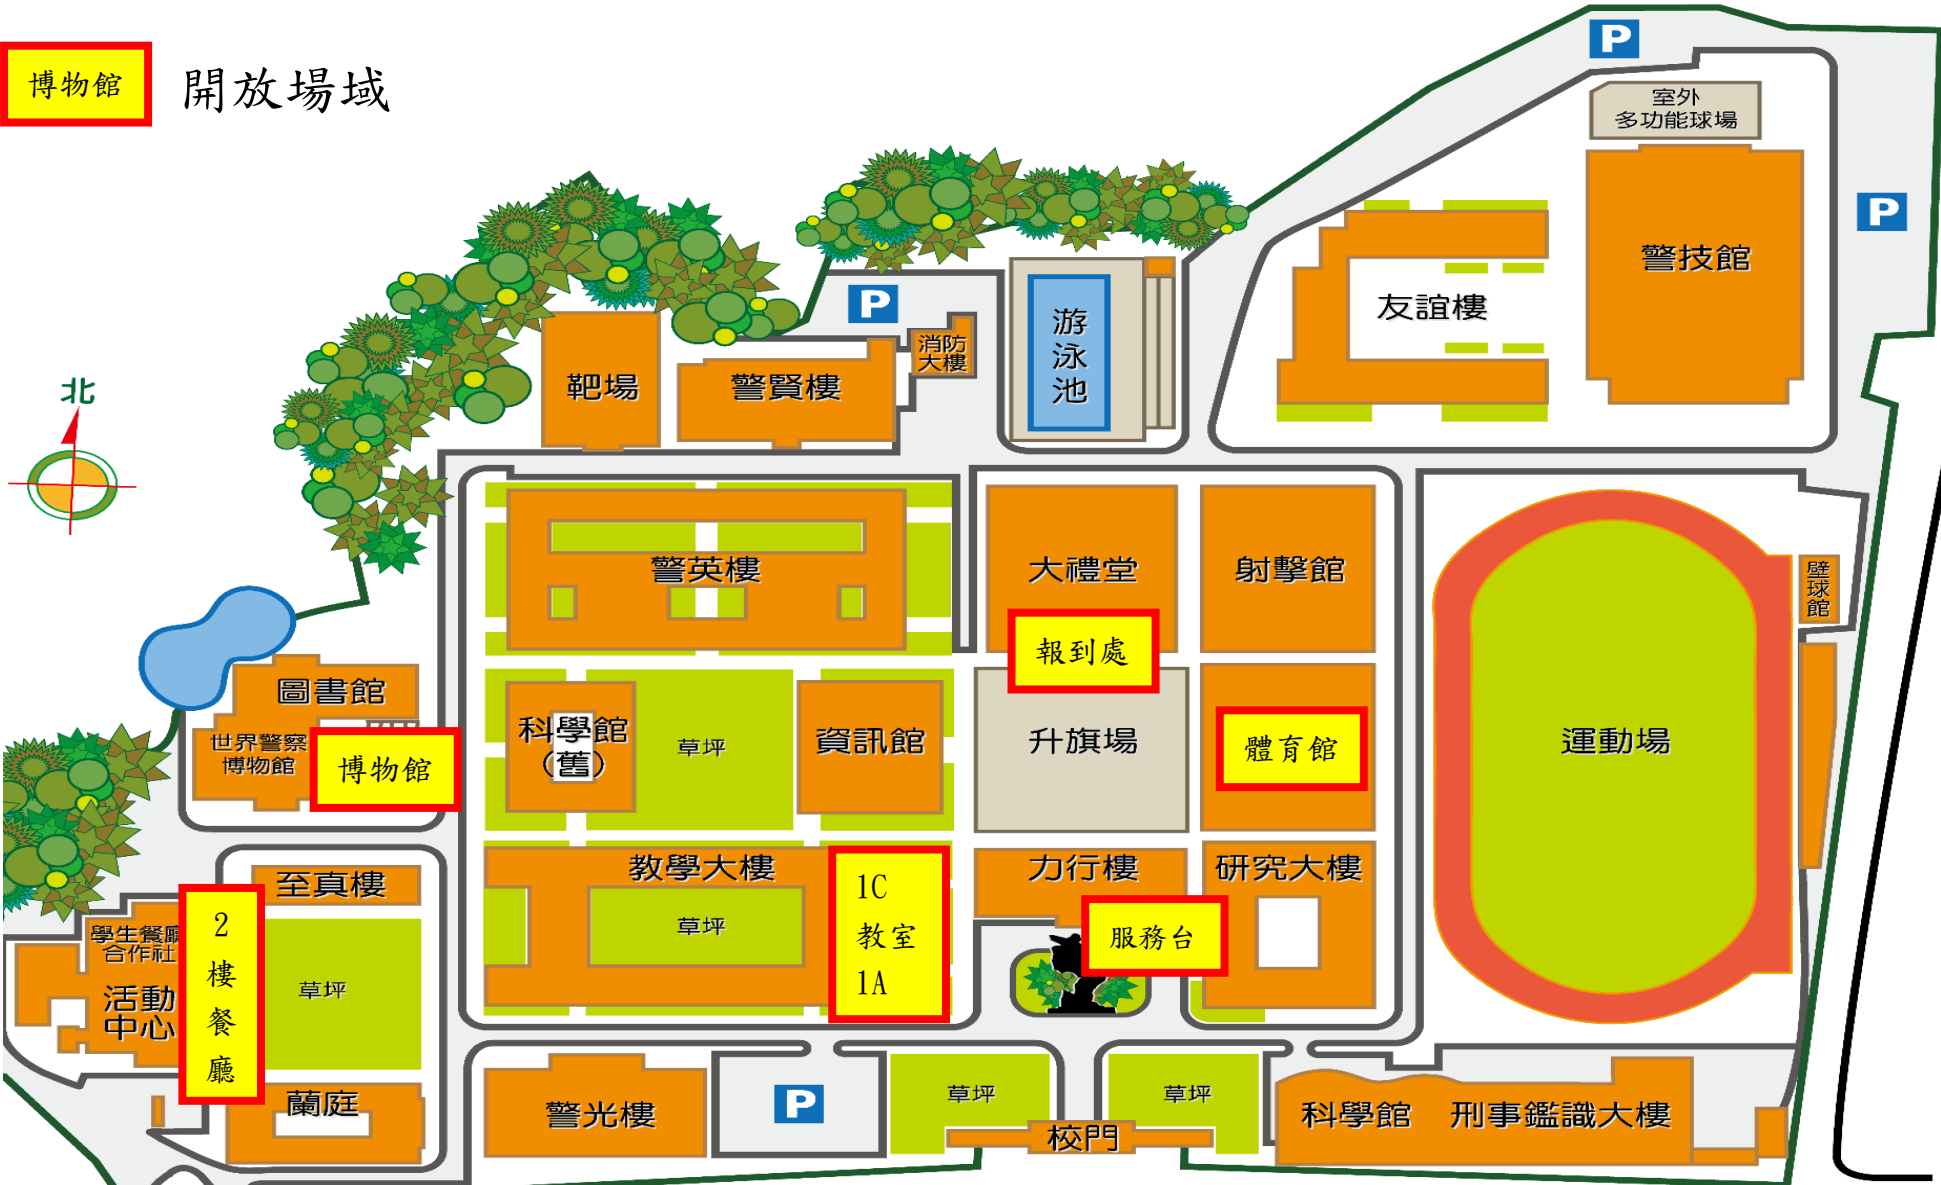 博物館
開放場域
P
室外
多功能球場
P
警技館
友誼樓
P
游
泳
池
消防
大樓
靶場
警賢樓
北
警英樓
大禮堂
射擊館
壁
球
館
報到處
圖書館
世界警察
博物館
博物館
科學館
(舊)
草坪
資訊館
升旗場
體育館
運動場
教學大樓
草坪
1C
教室
1A
力行樓
研究大樓
服務台
至真樓
學生餐廳
合作社
活動
中心
2
樓
餐
廳
草坪
蘭庭
警光樓
P
草坪
草坪
校門
科學館
刑事鑑識大樓